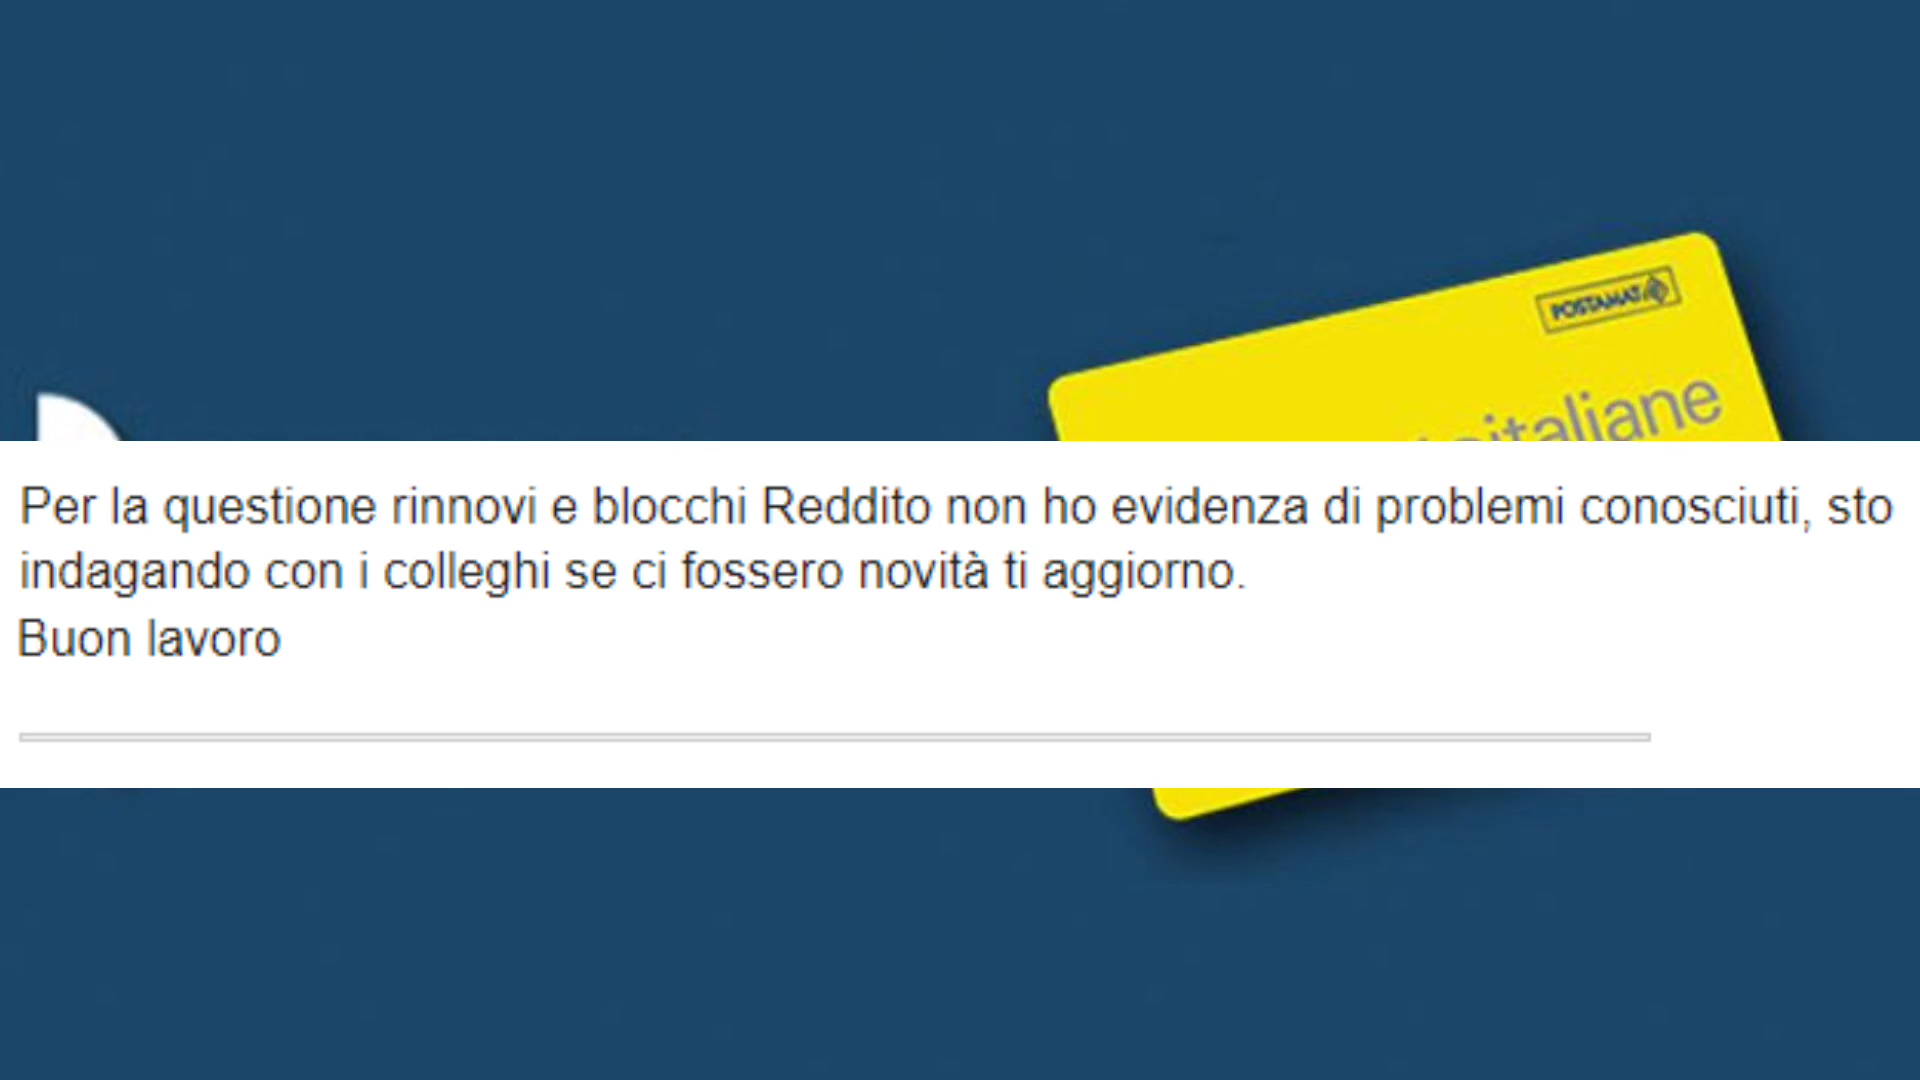 POSTAMAT
italiane
Per la questione rinnovi e blocchi Reddito non ho evidenza di problemi conosciuti, sto
indagando con i colleghi se ci fossero novità ti aggiorno.
Buon lavoro